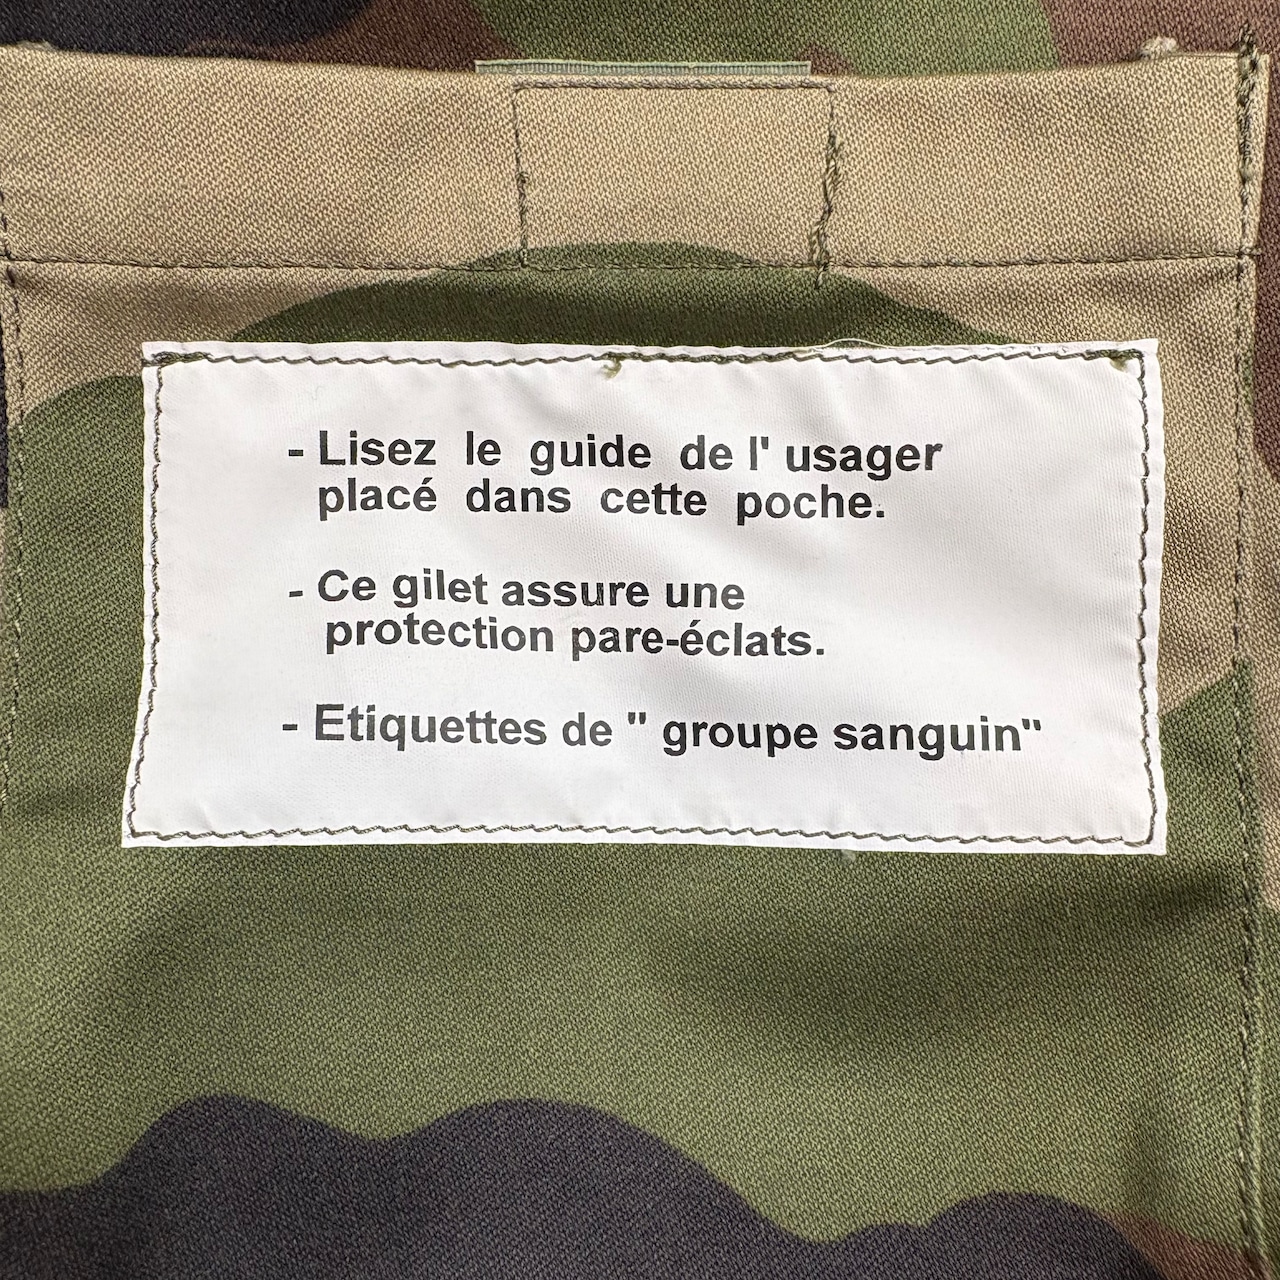 - Lisez le guide de l' usager
placé dans cette poche.
- Ce gilet assure une
protection pare-éclats.
- Etiquettes de " groupe sanguin"